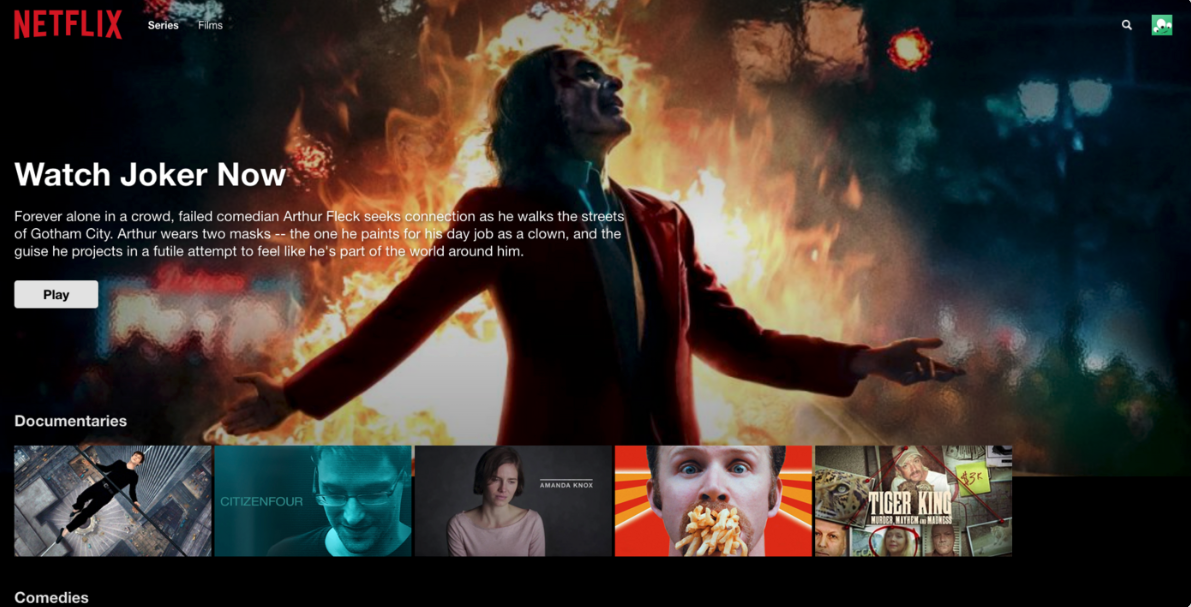 NETFLIX
Series
Films
Watch Joker Now
Forever alone in a crowd, failed comedian Arthur Fleck seeks connection as he walks the streets
of Gotham City. Arthur wears two masks -- the one he paints for his day job as a clown, and the
guise he projects in a futile attempt to feel like he's part of the world around him.
Play
Documentaries
CITIZENFOUR
AMANDA KNOX
TIGER KING
MURDER, MAYHEM AND MADNESS
Comedies